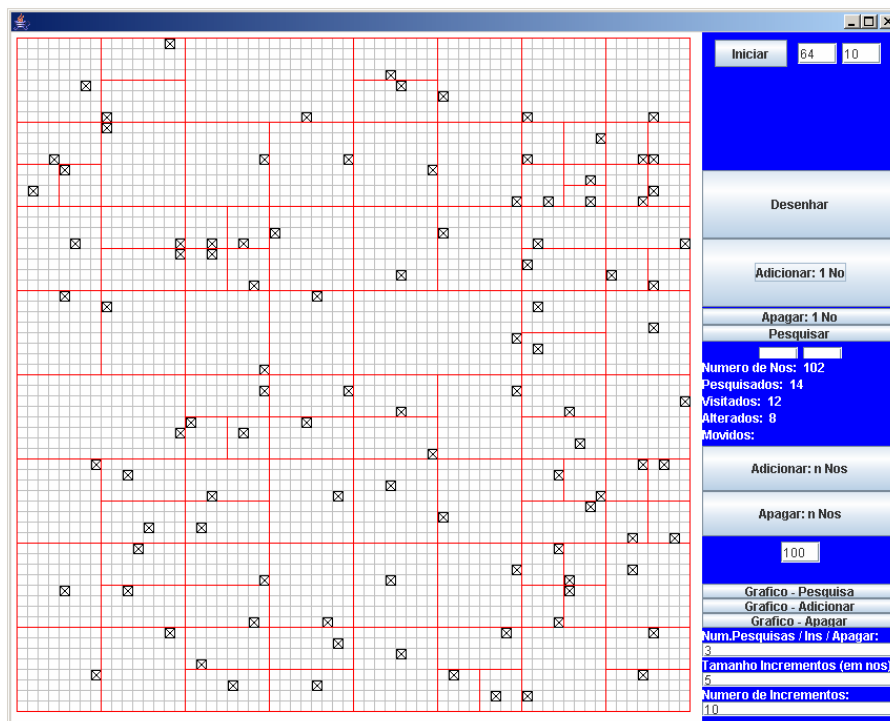 Iniciar 64 10
Desenhar
Adicionar: 1 No
Apagar: 1 No
Pesquisar
Numero de Nos: 102
Pesquisados: 14
Visitados: 12
Alterados: 8
Movidos:
Adicionar: n Nos
Apagar: n Nos
100
Grafico - Pesquisa
Grafico - Adicionar
Grafico - Apagar
Num.Pesquisas / Ins / Apagar:
3
Tamanho Incrementos (em nos)
5
Numero de Incrementos:
10